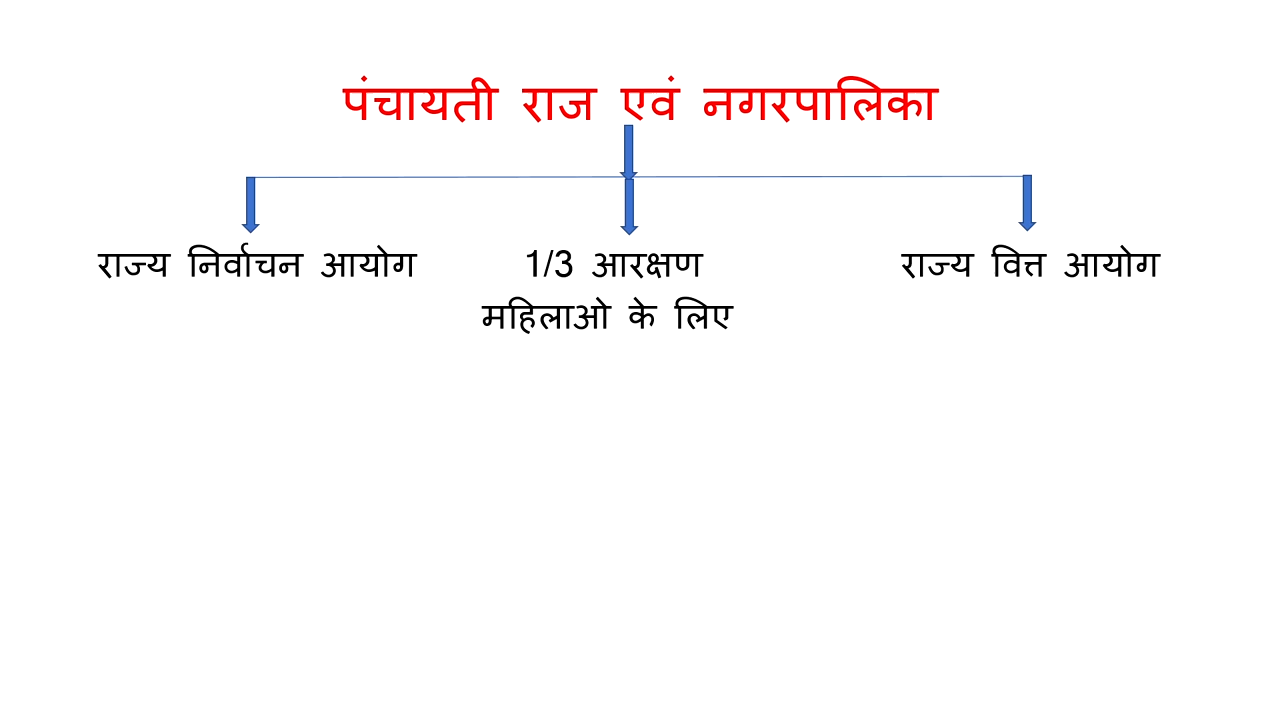 पंचायती राज एवं नगरपालिका
राज्य निर्वाचन आयोग
1/3 आरक्षण
महिलाओ के लिए
राज्य वित्त आयोग